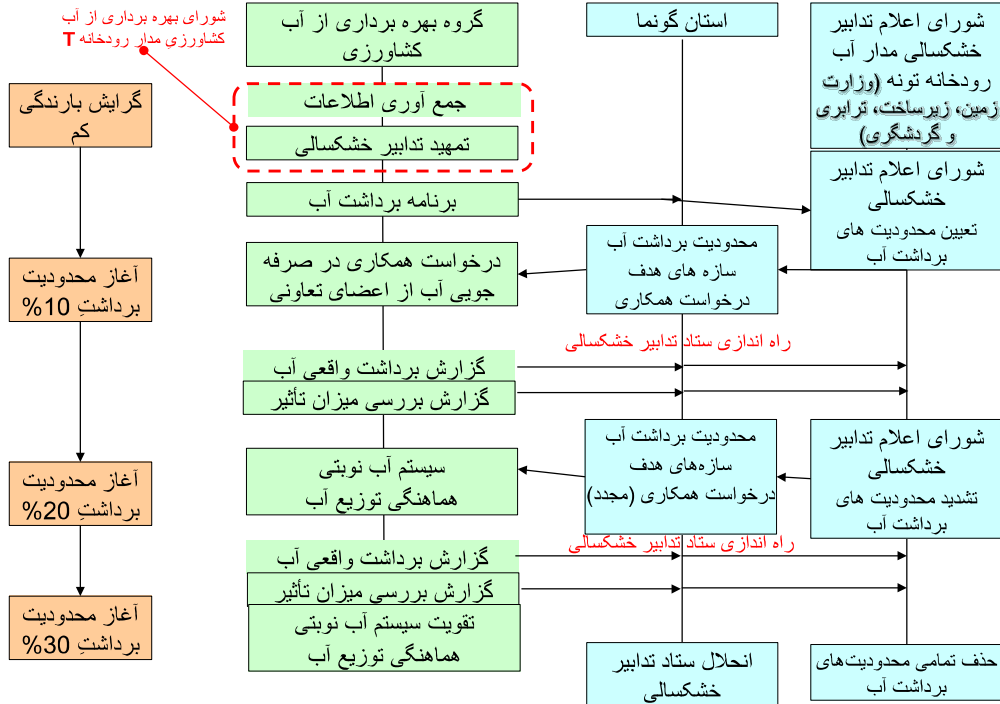 شورای بهره برداری از آب
کشاورزیِ مدار رودخانه T
گروه بهره برداری از آب
کشاورزی
استان گونما
شورای اعلام تدابیر
خشکسالی مدار آب
رودخانه تونه (وزارت
زمین، زیرساخت، ترابری
و گردشگری)
گرایش بارندگی
کم
جمع آوری اطلاعات
تمهید تدابیر خشکسالی
برنامه برداشت آب
شورای اعلام تدابیر
خشکسالی
تعیین محدودیت های
برداشت آب
محدودیت برداشت آب
سازه های هدف
درخواست همکاری
درخواست همکاری در صرفه
جویی آب از اعضای تعاونی
آغاز محدودیت
برداشتِ 10%
راه اندازی ستاد تدابیر خشکسالی
گزارش برداشت واقعی آب
گزارش بررسی میزان تأثیر
شورای اعلام تدابیر
خشکسالی
تشدید محدودیت های
برداشت آب
محدودیت برداشت آب
سازه‌های هدف
درخواست همکاری (مجدد)
سیستم آب نوبتی
هماهنگی توزیع آب
آغاز محدودیت
برداشتِ 20%
راه اندازی ستاد تدابیر خشکسالی
گزارش برداشت واقعی آب
گزارش بررسی میزان تأثیر
تقویت سیستم آب نوبتی
هماهنگی توزیع آب
آغاز محدودیت
برداشتِ 30%
انحلال ستاد تدابیر
خشکسالی
حذف تمامی محدودیت‌های
برداشت آب